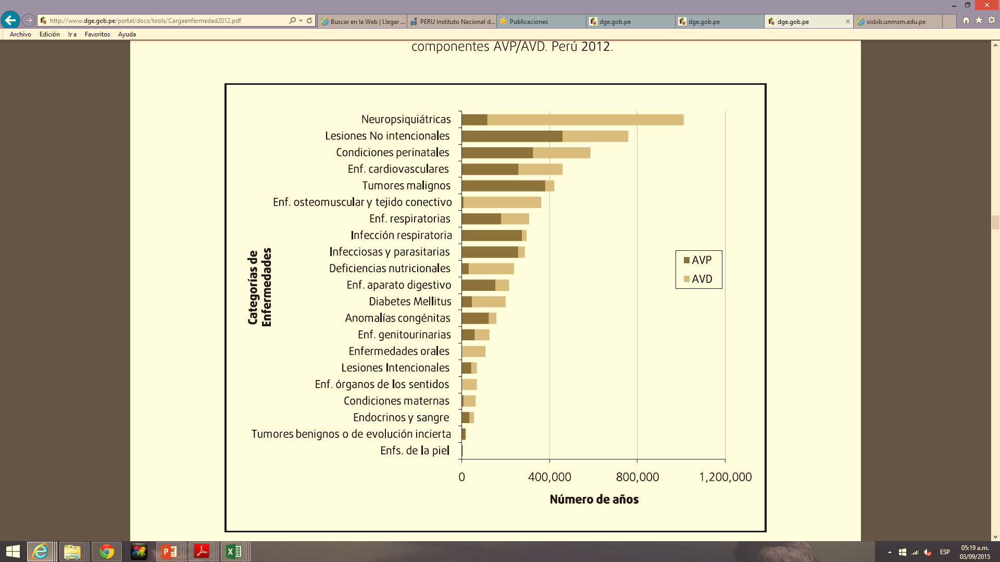 http://www.dge.gob.pe/portal/docs/tools/Cargaenfermedad2012.pdf
Buscar en la Web | Llegar ...
PERU Instituto Nacional d...
Publicaciones
dge.gob.pe
dge.gob.pe
dge.gob.pe
sisbib.unmsm.edu.pe
Archivo Edición Ir a Favoritos Ayuda
componentes AVP/AVD. Perú 2012.
Categorías de
Enfermedades
Neuropsiquiátricas
Lesiones No intencionales
Condiciones perinatales
Enf. cardiovasculares
Tumores malignos
Enf. osteomuscular y tejido conectivo
Enf. respiratorias
Infección respiratoria
Infecciosas y parasitarias
Deficiencias nutricionales
Enf. aparato digestivo
Diabetes Mellitus
Anomalías congénitas
Enf. genitourinarias
Enfermedades orales
Lesiones Intencionales
Enf. órganos de los sentidos
Condiciones maternas
Endocrinos y sangre
Tumores benignos o de evolución incierta
Enfs. de la piel
AVP
AVD
0 400,000 800,000 1,200,000
Número de años
ESP
05:19 a.m.
03/09/2015